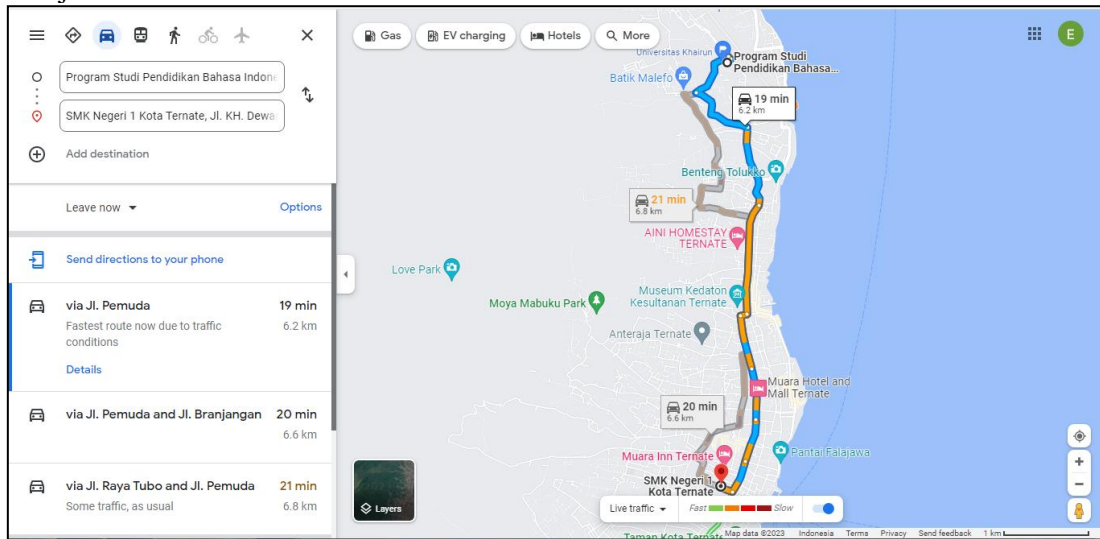 Program Studi Pendidikan Bahasa Indone
SMK Negeri 1 Kota Ternate, Jl. KH. Dewa
Add destination
Leave now
Options
Send directions to your phone
via Jl. Pemuda
19 min
Fastest route now due to traffic
conditions
6.2 km
Details
via Jl. Pemuda and Jl. Branjangan
20 min
6.6 km
via Jl. Raya Tubo and Jl. Pemuda
21 min
Some traffic, as usual
6.8 km
Gas
EV charging
Hotels
More
E
Universitas Khairun
Program Studi
Pendidikan Bahasa...
Batik Malefo
19 min
6.2 km
Benteng Tolukko
21 min
6.8 km
AINI HOMESTAY
TERNATE
Love Park
Museum Kedaton
Kesultanan Ternate
Moya Mabuku Park
Anteraja Ternate
Muara Hotel and
Mall Ternate
20 min
6.6 km
Muara Inn Ternate
Pantai Falajawa
SMK Negeri 1
Kota Ternate
Layers
Live traffic
Fast
Slow
Taman Kota Ternate
Map data ©2023
Indonesia
Terms
Privacy
Send feedback
1 km